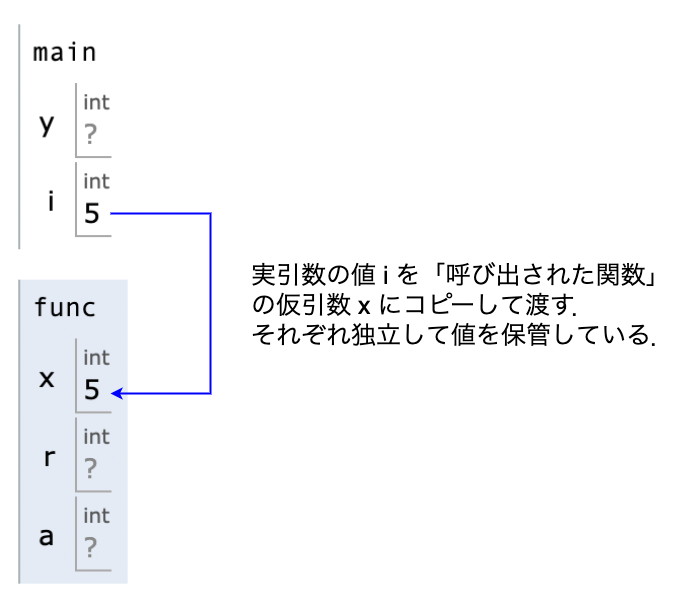 main
y
int
?
i
int
5
実引数の値 i を「呼び出された関数」
の仮引数 x にコピーして渡す.
それぞれ独立して値を保管している.
func
x
int
5
r
int
?
a
int
?